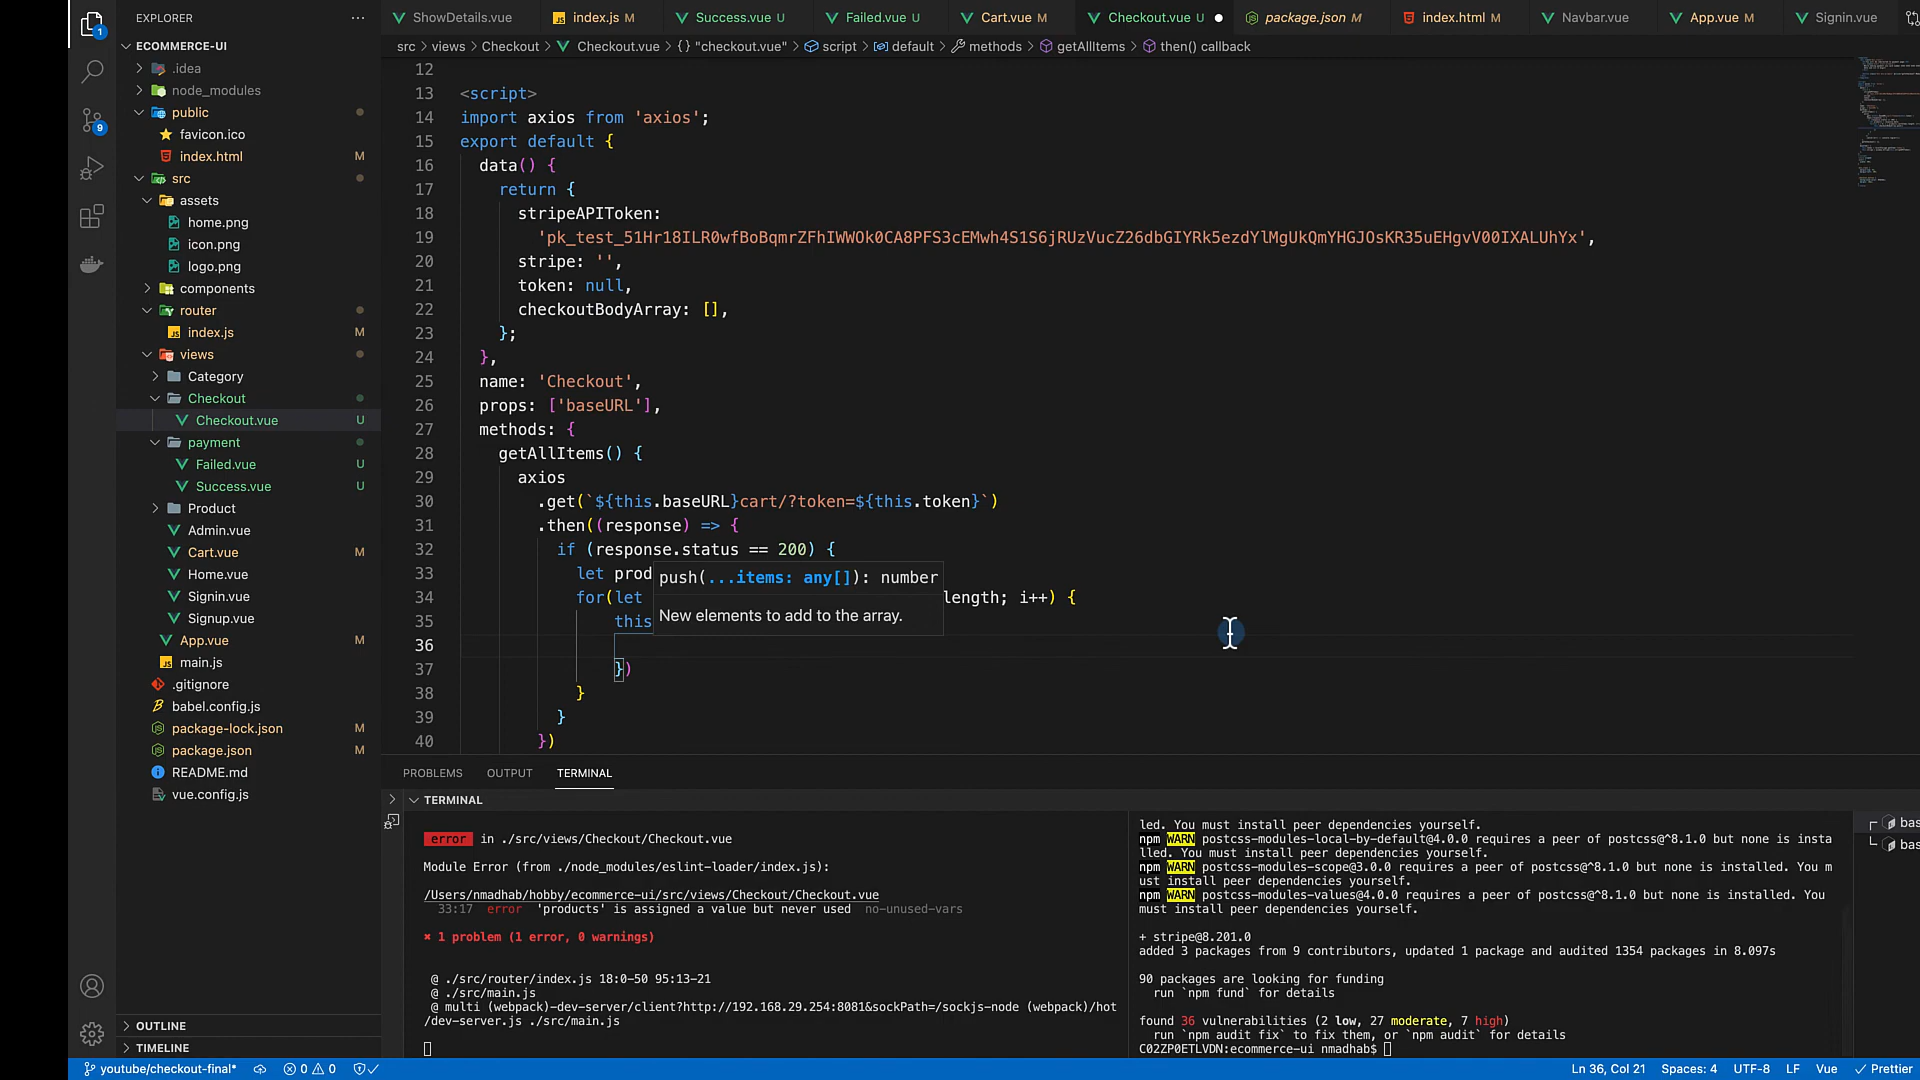 EXPLORER
ShowDetails.vue
index.js M
Success.vue U
Failed.vue U
Cart.vue M
Checkout.vue U
package.json M
index.html M
Navbar.vue
App.vue M
Signin.vue
src > views > Checkout > Checkout.vue > {} "checkout.vue" > script > default > methods > getAllItems > then() callback
ECOMMERCE-UI
.idea
node_modules
public
favicon.ico
index.html M
src
assets
home.png
icon.png
logo.png
components
router
index.js M
views
Category
Checkout
Checkout.vue U
payment
Failed.vue U
Success.vue U
Product
Admin.vue
Cart.vue M
Home.vue
Signin.vue
Signup.vue
App.vue M
main.js
.gitignore
babel.config.js
package-lock.json M
package.json M
README.md
vue.config.js
OUTLINE
TIMELINE
1
9
12
13 <script>
14 import axios from 'axios';
15 export default {
16 data() {
17 return {
18 stripeAPIToken:
19 'pk_test_51Hr18ILR0wfBoBqmrZFhIWWOk0CA8PFS3cEMwh4S1S6jRUzVucZ26dbGIYRk5ezdYlMgUkQmYHGJOsKR35uEHgvV00IXALUhYx',
20 stripe: '',
21 token: null,
22 checkoutBodyArray: [],
23 };
24 },
25 name: 'Checkout',
26 props: ['baseURL'],
27 methods: {
28 getAllItems() {
29 axios
30 .get(`${this.baseURL}cart/?token=${this.token}`)
31 .then((response) => {
32 if (response.status == 200) {
33 let prod
push(...items: any[]): number
34 for(let length; i++) {
New elements to add to the array.
35 this
36
37 })
38 }
39 }
40 })
PROBLEMS OUTPUT TERMINAL
TERMINAL
error in ./src/views/Checkout/Checkout.vue
Module Error (from ./node_modules/eslint-loader/index.js):
/Users/nmadhab/hobby/ecommerce-ui/src/views/Checkout/Checkout.vue
33:17 error 'products' is assigned a value but never used no-unused-vars
✖ 1 problem (1 error, 0 warnings)
@ ./src/router/index.js 18:0-50 95:13-21
@ ./src/main.js
@ multi (webpack)-dev-server/client?http://192.168.29.254:8081&sockPath=/sockjs-node (webpack)/hot
/dev-server.js ./src/main.js
led. You must install peer dependencies yourself.
npm WARN postcss-modules-local-by-default@4.0.0 requires a peer of postcss@^8.1.0 but none is insta
lled. You must install peer dependencies yourself.
npm WARN postcss-modules-scope@3.0.0 requires a peer of postcss@^8.1.0 but none is installed. You m
ust install peer dependencies yourself.
npm WARN postcss-modules-values@4.0.0 requires a peer of postcss@^8.1.0 but none is installed. You
must install peer dependencies yourself.
+ stripe@8.201.0
added 3 packages from 9 contributors, updated 1 package and audited 1354 packages in 8.097s
90 packages are looking for funding
run `npm fund` for details
found 36 vulnerabilities (2 low, 27 moderate, 7 high)
run `npm audit fix` to fix them, or `npm audit` for details
C02ZP0ETLVDN:ecommerce-ui nmadhab$
bas
bas
youtube/checkout-final* 0 0
Ln 36, Col 21 Spaces: 4 UTF-8 LF Vue Prettier